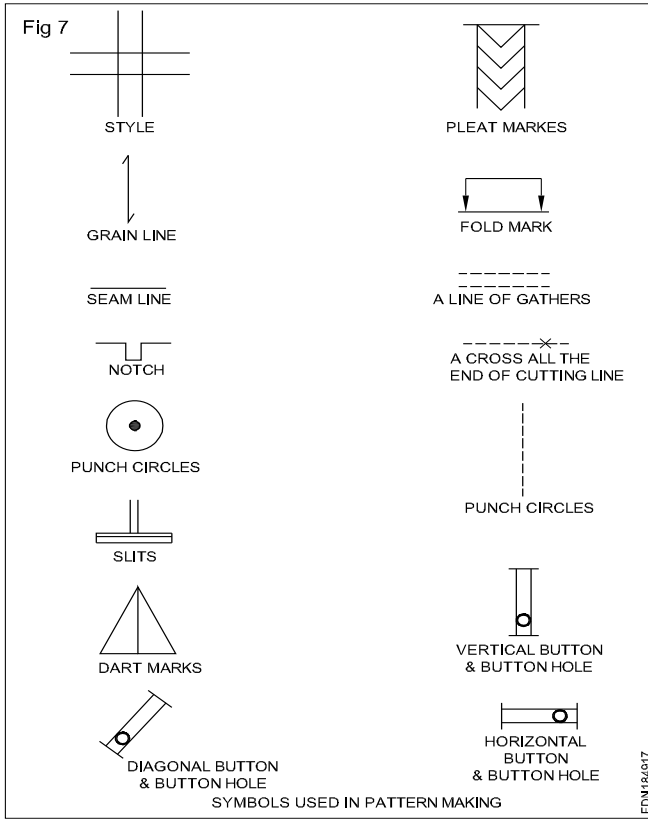 Fig 7
STYLE
PLEAT MARKES
GRAIN LINE
FOLD MARK
SEAM LINE
A LINE OF GATHERS
NOTCH
A CROSS ALL THE
END OF CUTTING LINE
PUNCH CIRCLES
PUNCH CIRCLES
SLITS
DART MARKS
VERTICAL BUTTON
& BUTTON HOLE
DIAGONAL BUTTON
& BUTTON HOLE
HORIZONTAL
BUTTON
& BUTTON HOLE
SYMBOLS USED IN PATTERN MAKING
FDN184917